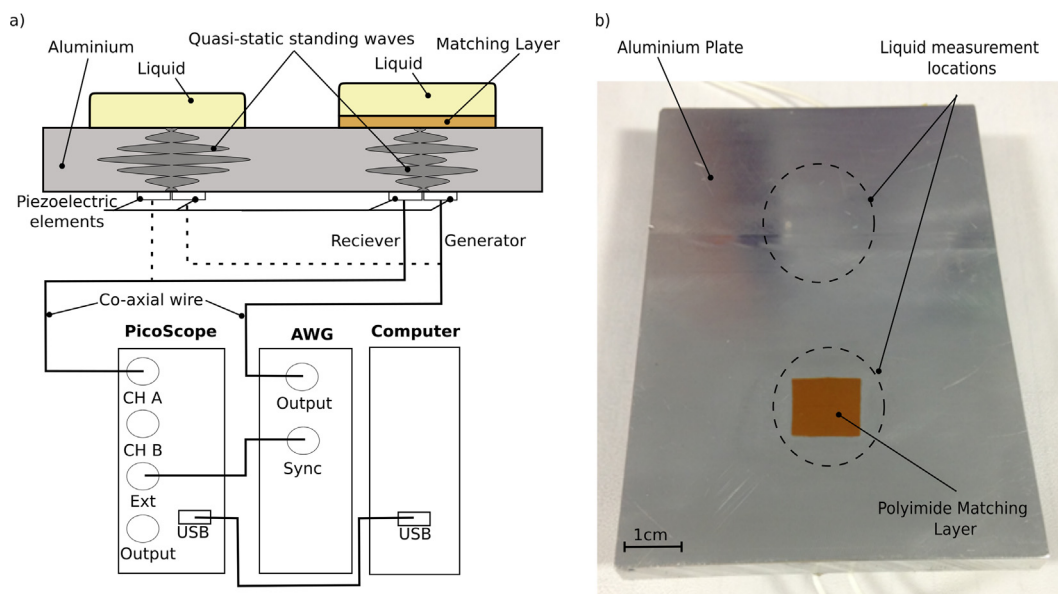 a)
Aluminium
Quasi-static standing waves
Liquid
Liquid
Matching Layer
Piezoelectric
elements
Reciever
Generator
Co-axial wire
PicoScope
AWG
Computer
CH A
CH B
Ext
Output
USB
Output
Sync
USB
b)
Aluminium Plate
Liquid measurement
locations
Polyimide Matching
Layer
1cm